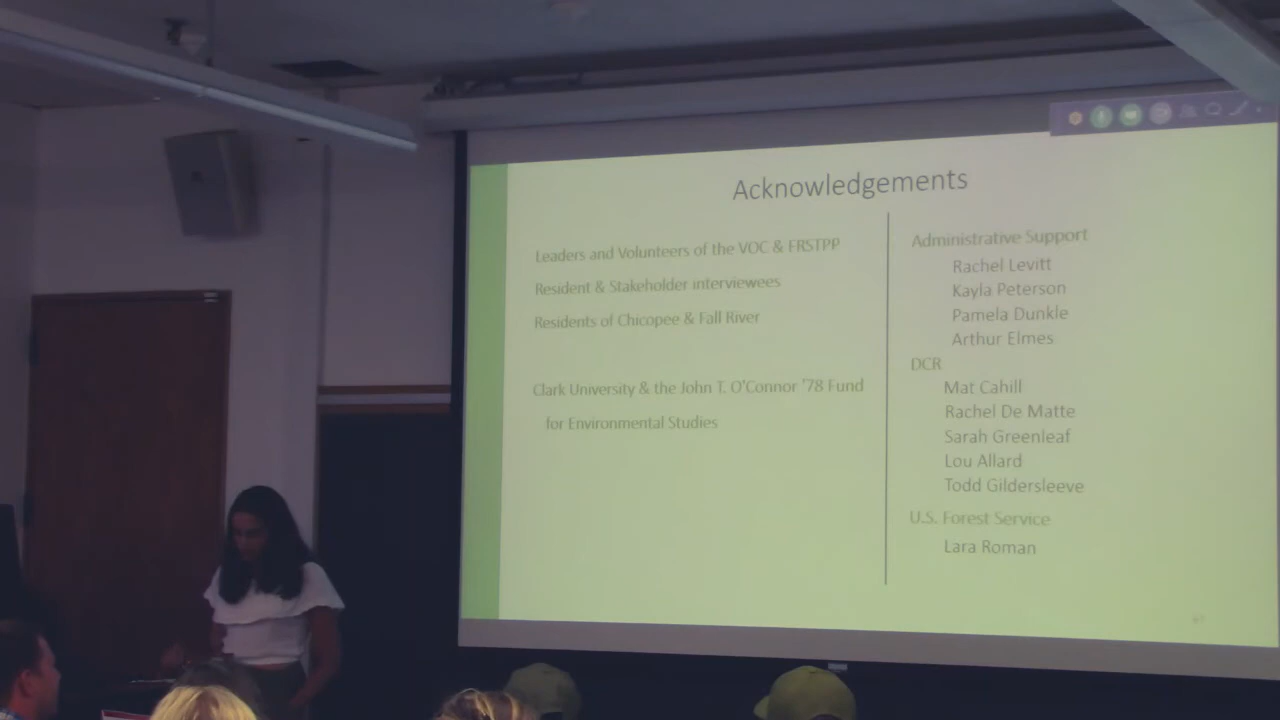 Acknowledgements
Leaders and Volunteers of the VOC & FRSTPP
Resident & Stakeholder interviewees
Residents of Chicopee & Fall River
Clark University & the John T. O'Connor '78 Fund
for Environmental Studies
Administrative Support
Rachel Levitt
Kayla Peterson
Pamela Dunkle
Arthur Elmes
DCR
Mat Cahill
Rachel De Matte
Sarah Greenleaf
Lou Allard
Todd Gildersleeve
U.S. Forest Service
Lara Roman